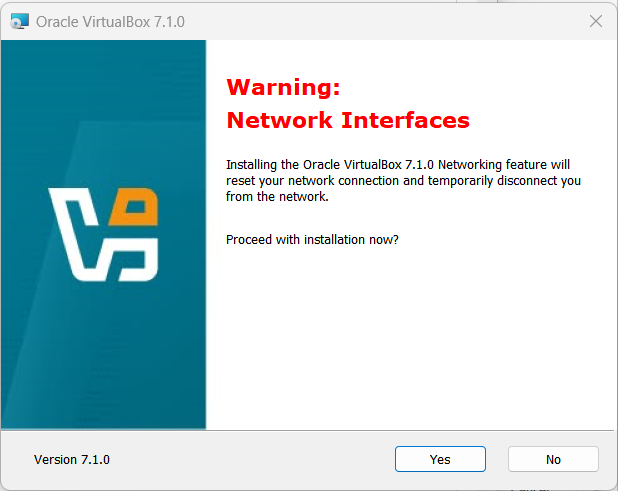 Oracle VirtualBox 7.1.0
Warning:
Network Interfaces
Installing the Oracle VirtualBox 7.1.0 Networking feature will
reset your network connection and temporarily disconnect you
from the network.
Proceed with installation now?
Version 7.1.0
Yes
No